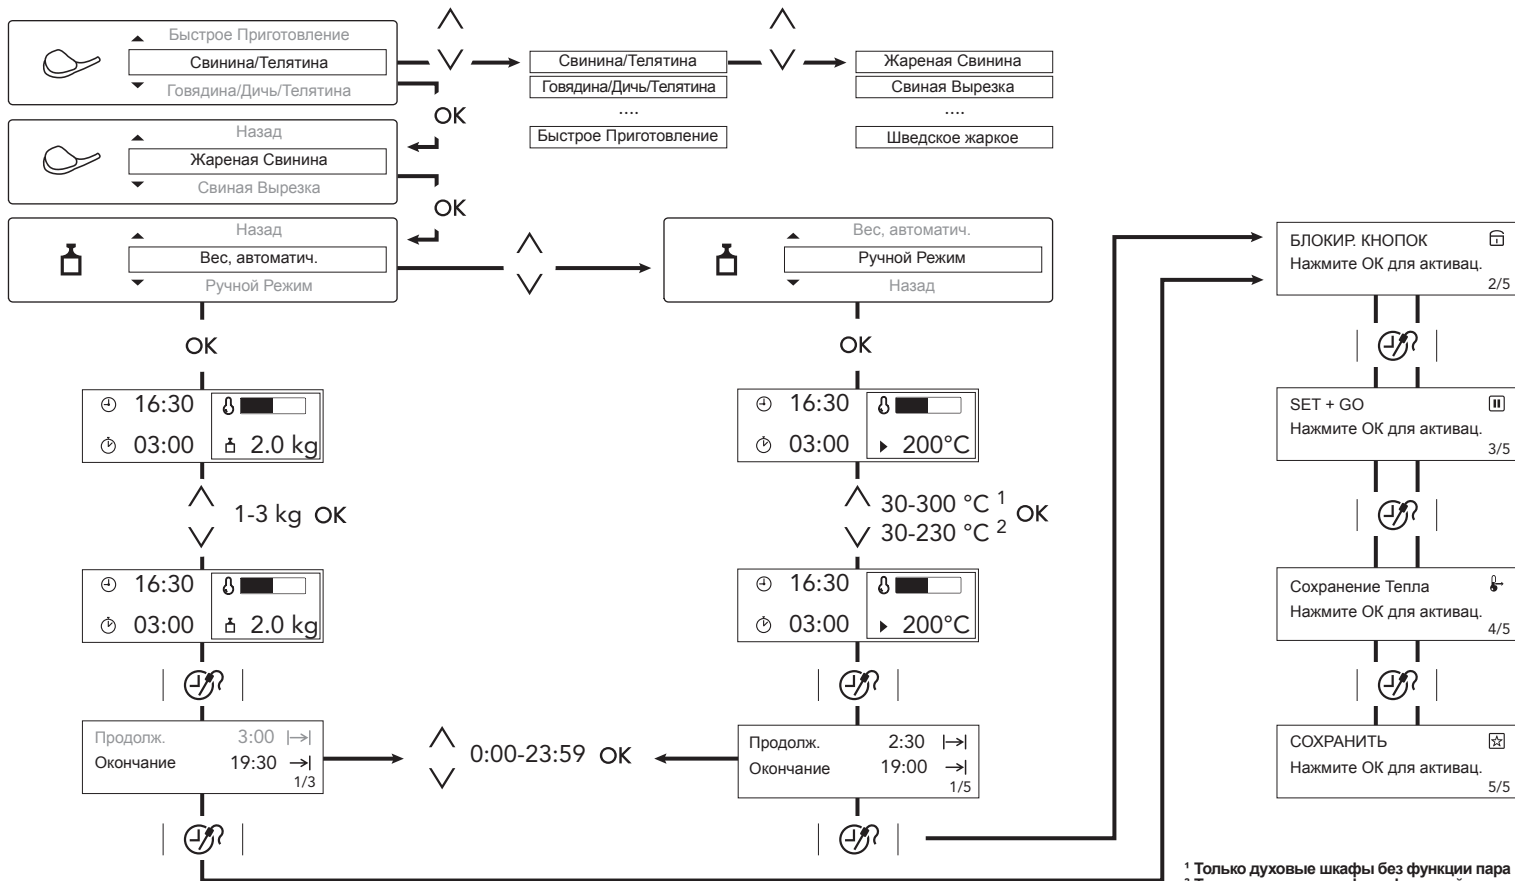 Быстрое Приготовление
Свинина/Телятина
Говядина/Дичь/Телятина
OK
Свинина/Телятина
Говядина/Дичь/Телятина
....
Быстрое Приготовление
Жареная Свинина
Свиная Вырезка
....
Шведское жаркое
Назад
Жареная Свинина
Свиная Вырезка
OK
Назад
Вес, автоматич.
Ручной Режим
Вес, автоматич.
Ручной Режим
Назад
OK
OK
16:30
03:00 2.0 kg
1-3 kg OK
16:30
03:00 2.0 kg
Продолж. 3:00
Окончание 19:30
1/3
0:00-23:59 OK
16:30
03:00 200°C
30-300 °C 1
30-230 °C 2
OK
16:30
03:00 200°C
Продолж. 2:30
Окончание 19:00
1/5
БЛОКИР. КНОПОК
Нажмите ОК для активац.
2/5
SET + GO
Нажмите ОК для активац.
3/5
Сохранение Тепла
Нажмите ОК для активац.
4/5
СОХРАНИТЬ
Нажмите ОК для активац.
5/5
1 Только духовые шкафы без функции пара